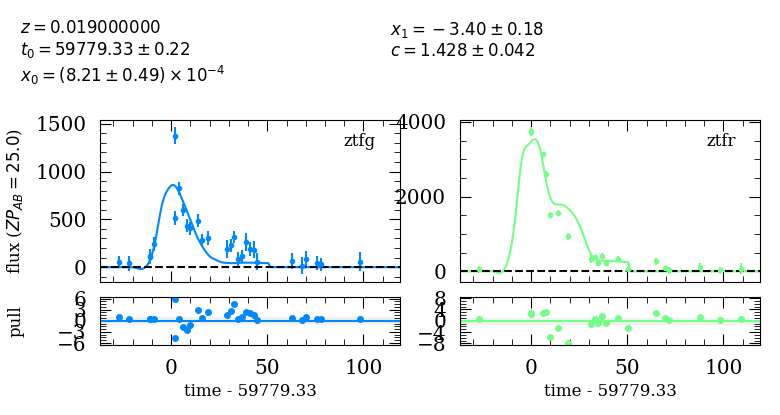 z = 0.019000000
t₀ = 59779.33 ± 0.22
x₀ = (8.21 ± 0.49) × 10⁻⁴
x₁ = −3.40 ± 0.18
c = 1.428 ± 0.042
flux (ZP_AB = 25.0)
1500
1000
500
0
ztfg
4000
2000
0
ztfr
pull
6
3
0
−3
−6
8
4
0
−4
−8
0 50 100
time - 59779.33
0 50 100
time - 59779.33